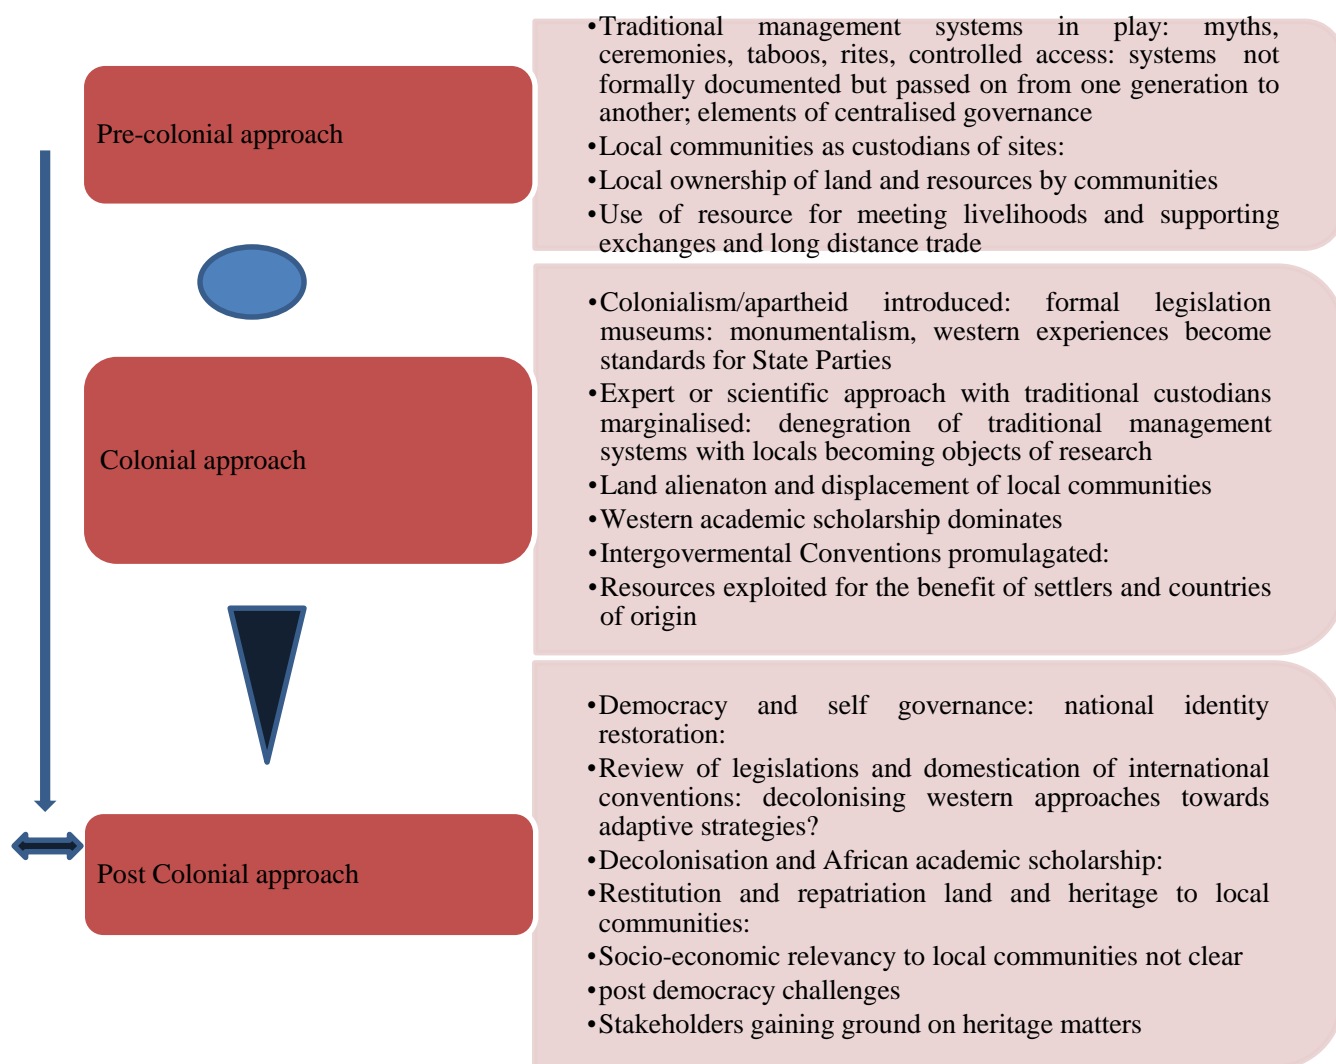 Pre-colonial approach
•Traditional management systems in play: myths,
ceremonies, taboos, rites, controlled access: systems not
formally documented but passed on from one generation to
another; elements of centralised governance
•Local communities as custodians of sites:
•Local ownership of land and resources by communities
•Use of resource for meeting livelihoods and supporting
exchanges and long distance trade
Colonial approach
•Colonialism/apartheid introduced: formal legislation
museums: monumentalism, western experiences become
standards for State Parties
•Expert or scientific approach with traditional custodians
marginalised: denegration of traditional management
systems with locals becoming objects of research
•Land alienaton and displacement of local communities
•Western academic scholarship dominates
•Intergovermental Conventions promulagated:
•Resources exploited for the benefit of settlers and countries
of origin
Post Colonial approach
•Democracy and self governance: national identity
restoration:
•Review of legislations and domestication of international
conventions: decolonising western approaches towards
adaptive strategies?
•Decolonisation and African academic scholarship:
•Restitution and repatriation land and heritage to local
communities:
•Socio-economic relevancy to local communities not clear
•post democracy challenges
•Stakeholders gaining ground on heritage matters